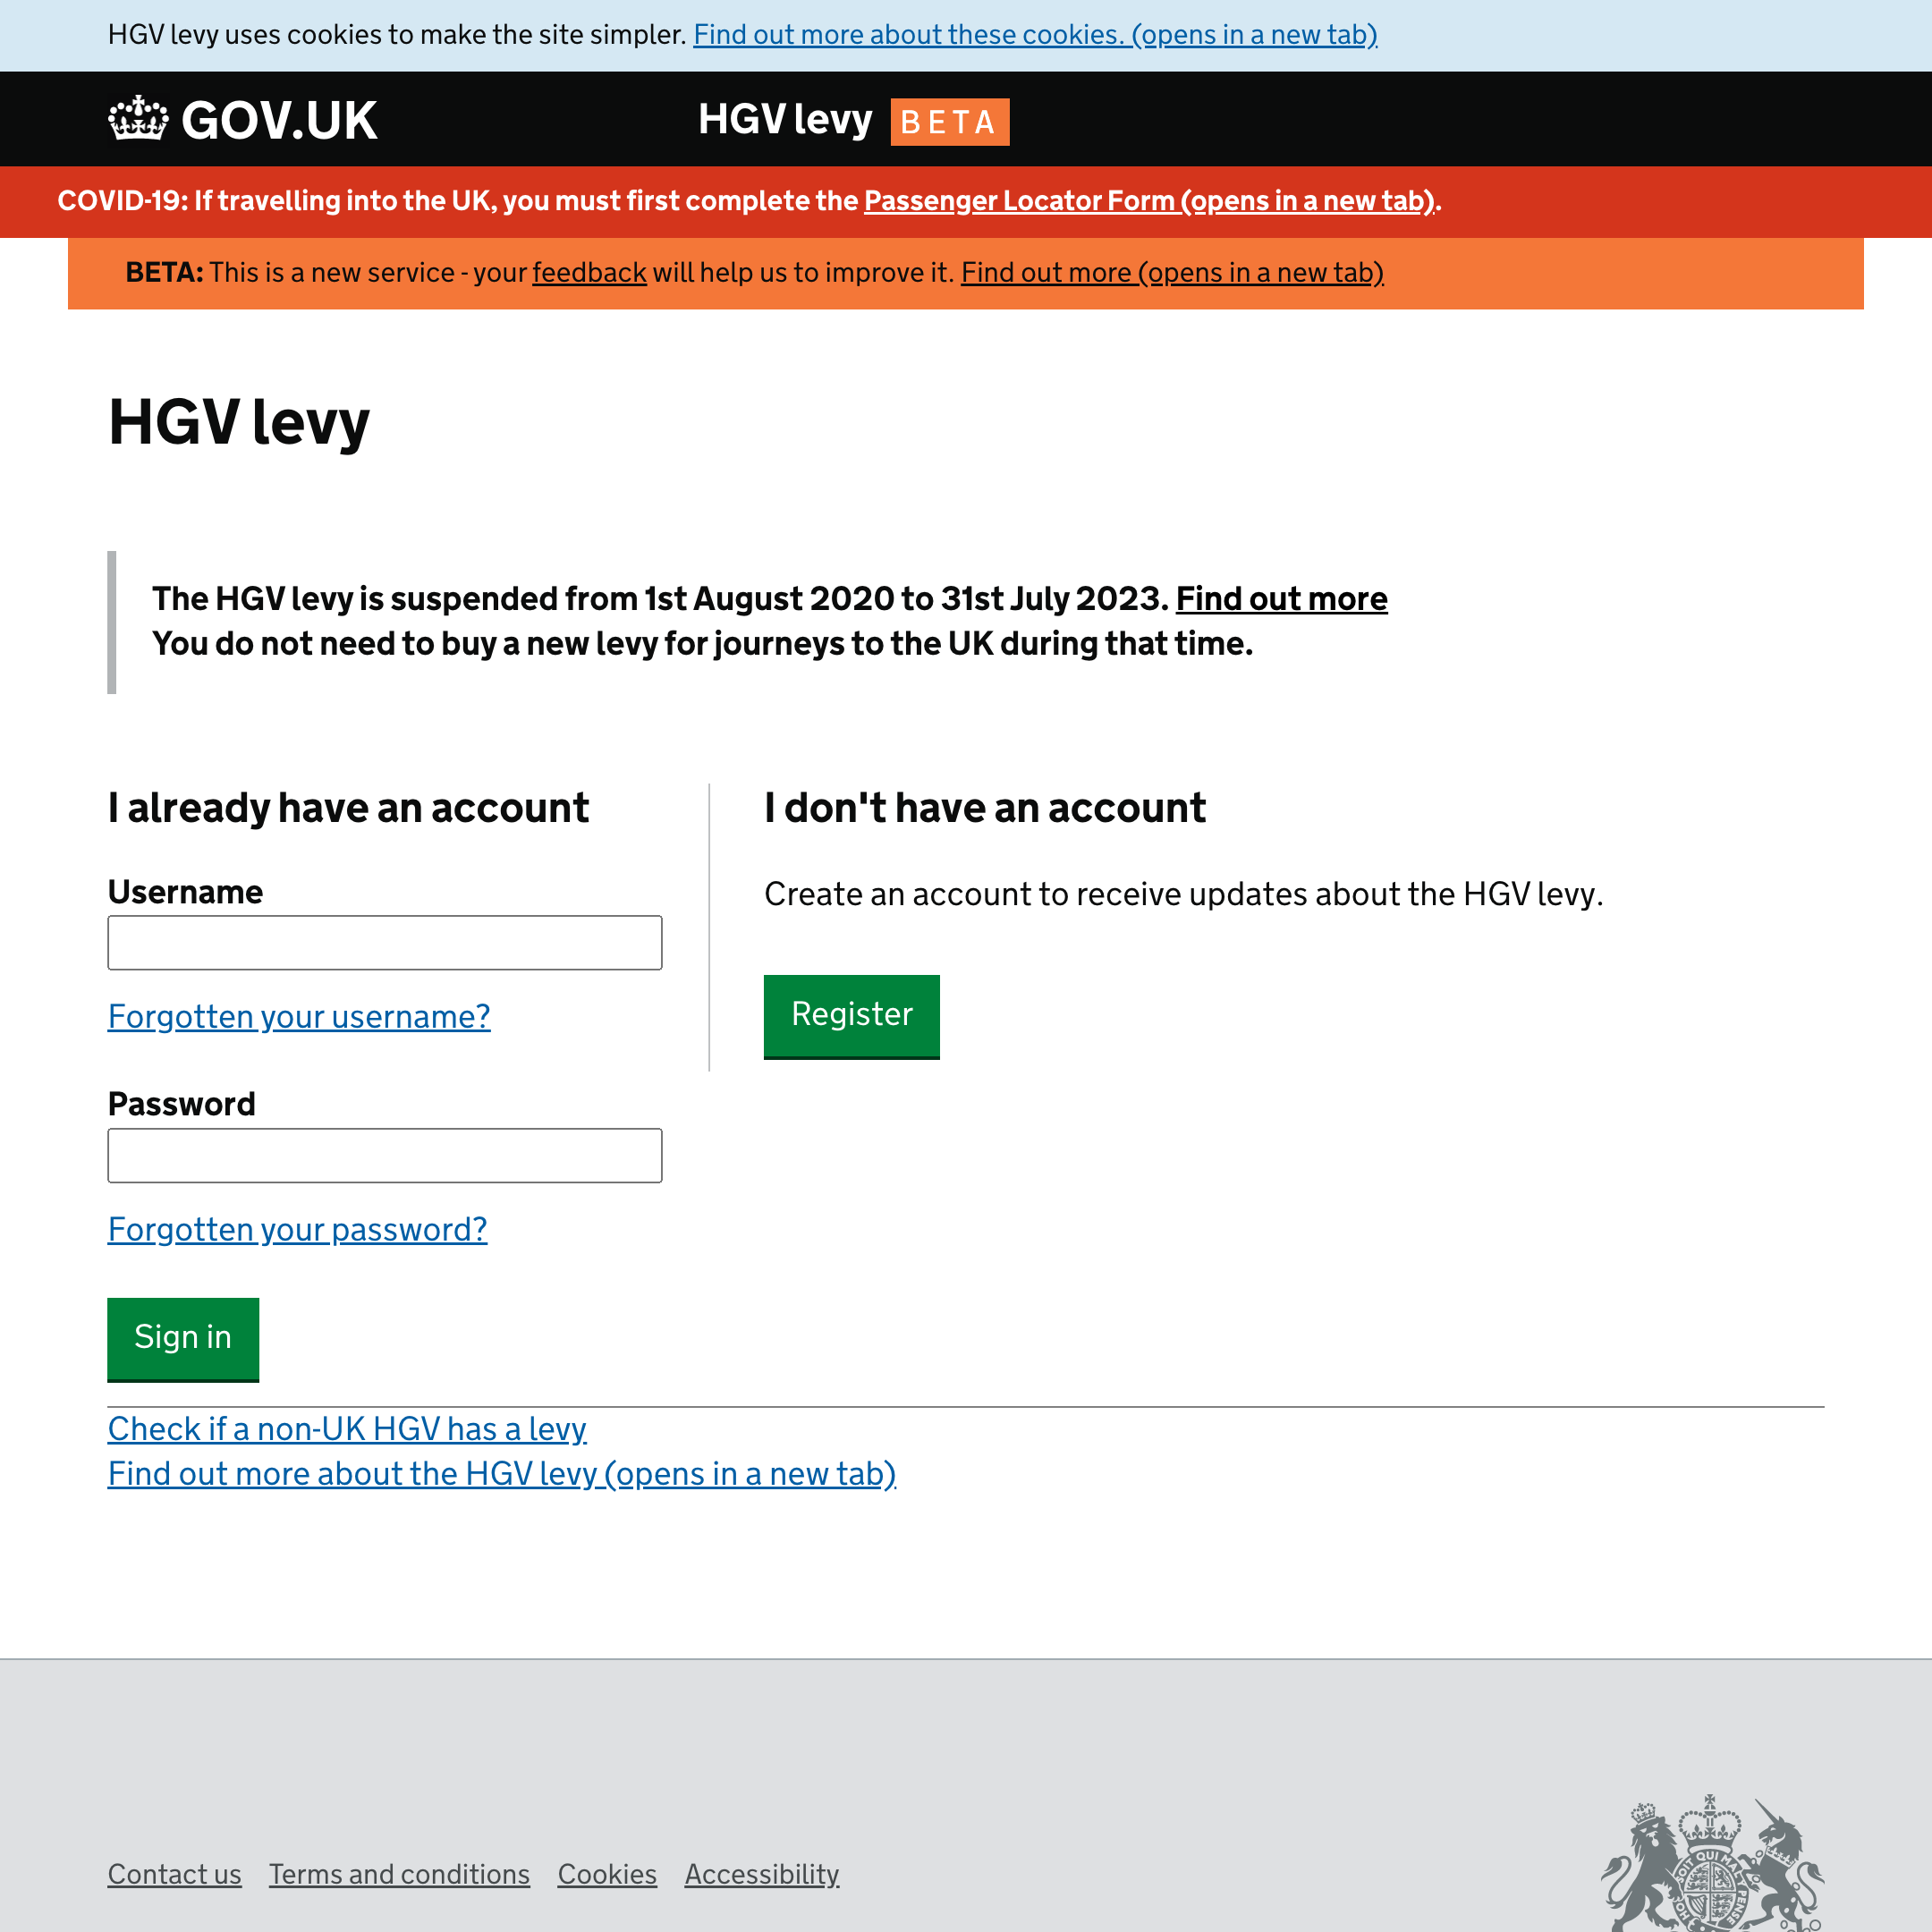 HGV levy uses cookies to make the site simpler. Find out more about these cookies. (opens in a new tab)
GOV.UK
HGV levy BETA
COVID-19: If travelling into the UK, you must first complete the Passenger Locator Form (opens in a new tab).
BETA: This is a new service - your feedback will help us to improve it. Find out more (opens in a new tab)
HGV levy
The HGV levy is suspended from 1st August 2020 to 31st July 2023. Find out more
You do not need to buy a new levy for journeys to the UK during that time.
I already have an account
Username
Forgotten your username?
Password
Forgotten your password?
Sign in
I don't have an account
Create an account to receive updates about the HGV levy.
Register
Check if a non-UK HGV has a levy
Find out more about the HGV levy (opens in a new tab)
Contact us Terms and conditions Cookies Accessibility